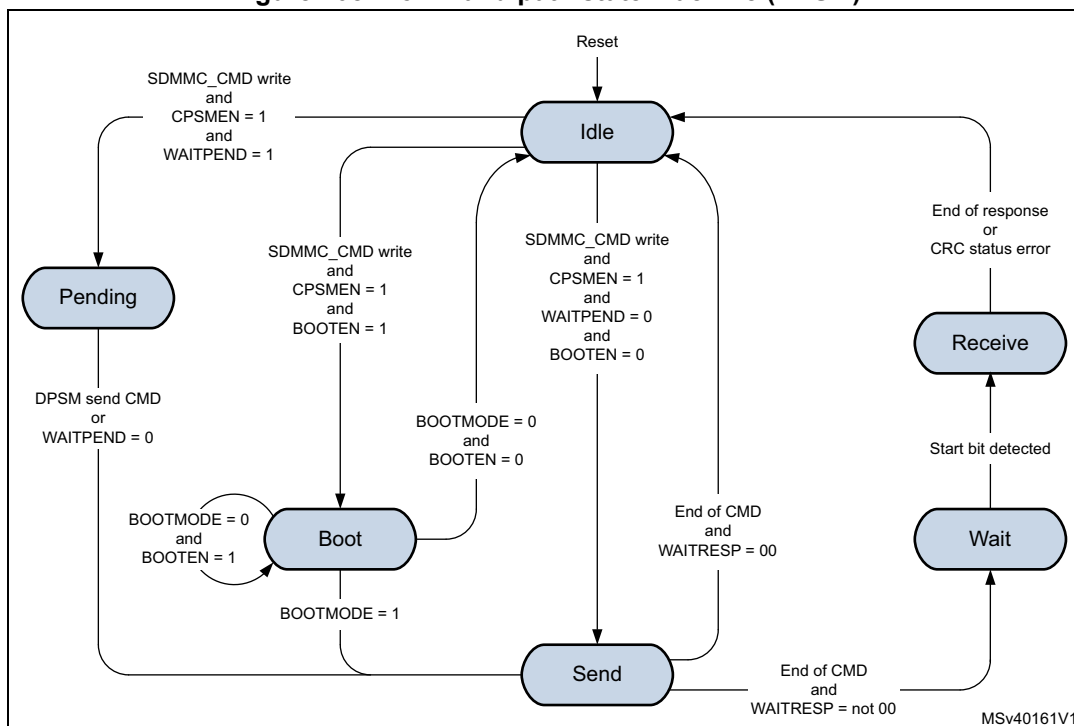 Reset
SDMMC_CMD write
and
CPSMEN = 1
and
WAITPEND = 1
Idle
SDMMC_CMD write
and
CPSMEN = 1
and
BOOTEN = 1
SDMMC_CMD write
and
CPSMEN = 1
and
WAITPEND = 0
and
BOOTEN = 0
End of response
or
CRC status error
Pending
Receive
DPSM send CMD
or
WAITPEND = 0
BOOTMODE = 0
and
BOOTEN = 0
Start bit detected
BOOTMODE = 0
and
BOOTEN = 1
Boot
End of CMD
and
WAITRESP = 00
Wait
BOOTMODE = 1
Send
End of CMD
and
WAITRESP = not 00
MSv40161V1